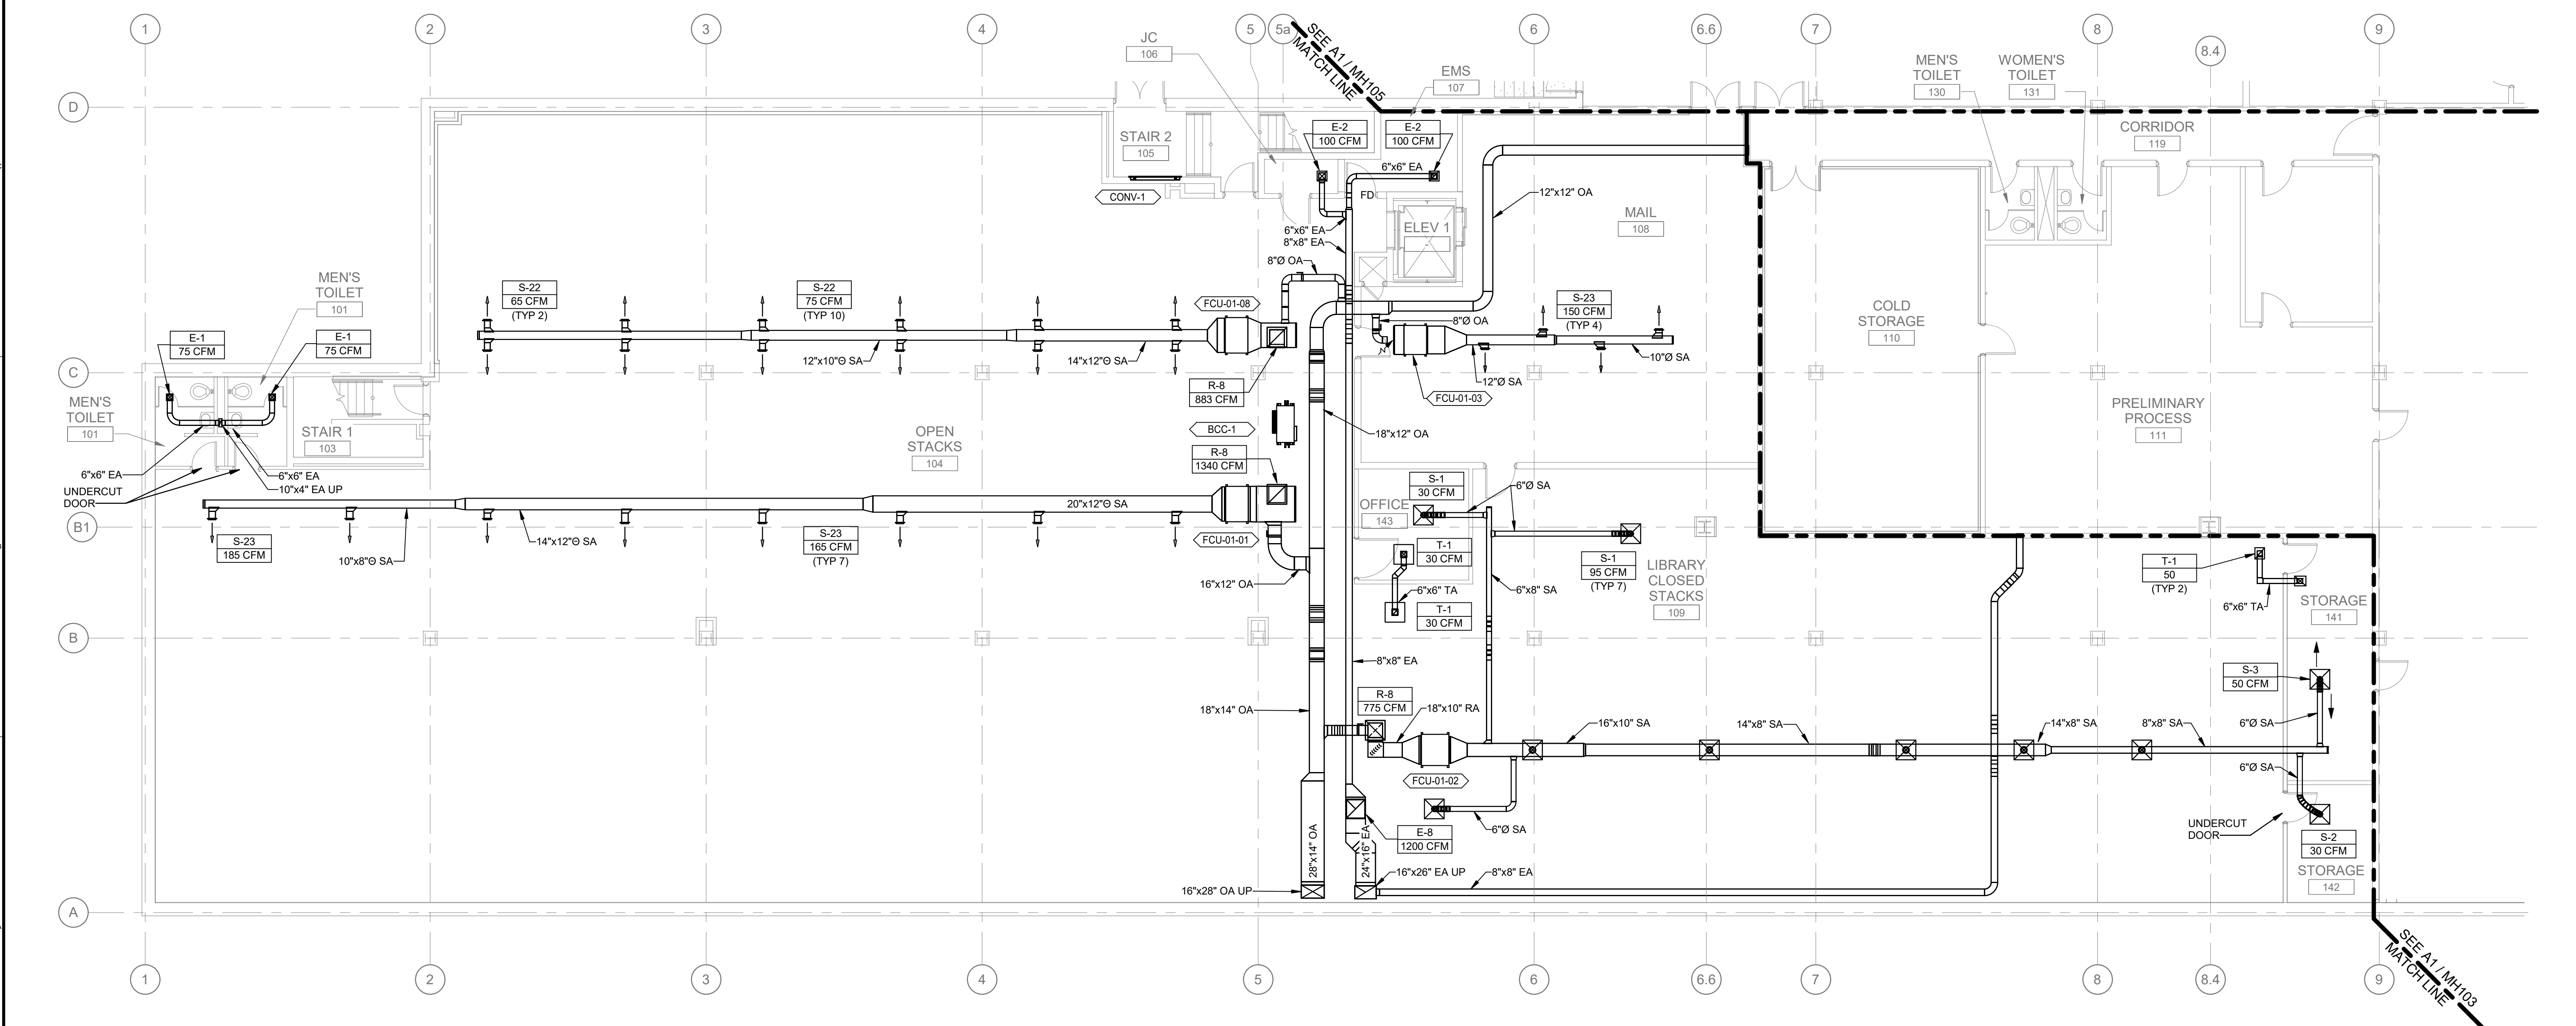 1
2
3
4
5
5a
6
6.6
7
8
8.4
9
SEE A1 / MH105
MATCH LINE
JC
106
EMS
107
MEN'S
TOILET
130
WOMEN'S
TOILET
131
D
STAIR 2
105
E-2
100 CFM
E-2
100 CFM
CORRIDOR
119
6"x6" EA
CONV-1
FD
12"x12" OA
MAIL
108
6"x6" EA
8"x8" EA
ELEV 1
8"Ø OA
MEN'S
TOILET
101
S-22
65 CFM
(TYP 2)
S-22
75 CFM
(TYP 10)
FCU-01-08
S-23
150 CFM
(TYP 4)
COLD
STORAGE
110
8"Ø OA
E-1
75 CFM
E-1
75 CFM
12"x10"Θ SA
14"x12"Θ SA
10"Ø SA
12"Ø SA
C
R-8
883 CFM
FCU-01-03
MEN'S
TOILET
101
STAIR 1
103
OPEN
STACKS
104
BCC-1
18"x12" OA
PRELIMINARY
PROCESS
111
6"x6" EA
6"x6" EA
10"x4" EA UP
UNDERCUT
DOOR
R-8
1340 CFM
S-1
30 CFM
6"Ø SA
20"x12"Θ SA
OFFICE
143
B1
S-23
185 CFM
10"x8"Θ SA
14"x12"Θ SA
S-23
165 CFM
(TYP 7)
FCU-01-01
16"x12" OA
T-1
30 CFM
6"x6" TA
T-1
30 CFM
6"x8" SA
S-1
95 CFM
(TYP 7)
LIBRARY
CLOSED
STACKS
109
T-1
50
(TYP 2)
6"x6" TA
STORAGE
141
B
8"x8" EA
S-3
50 CFM
R-8
775 CFM
18"x14" OA
18"x10" RA
16"x10" SA
14"x8" SA
14"x8" SA
8"x8" SA
6"Ø SA
FCU-01-02
6"Ø SA
28"x14" OA
24"x16" EA
E-8
1200 CFM
6"Ø SA
UNDERCUT
DOOR
S-2
30 CFM
STORAGE
142
16"x28" OA UP
16"x26" EA UP
8"x8" EA
A
SEE A1 / MH103
MATCH LINE
1
2
3
4
5
6
6.6
7
8
8.4
9